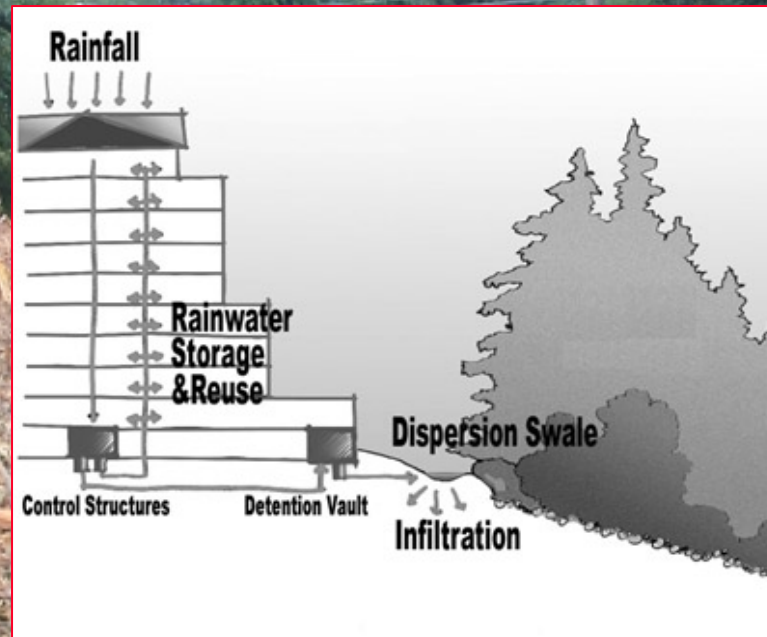 Rainfall
Rainwater
Storage
&Reuse
Dispersion Swale
Control Structures
Detention Vault
Infiltration